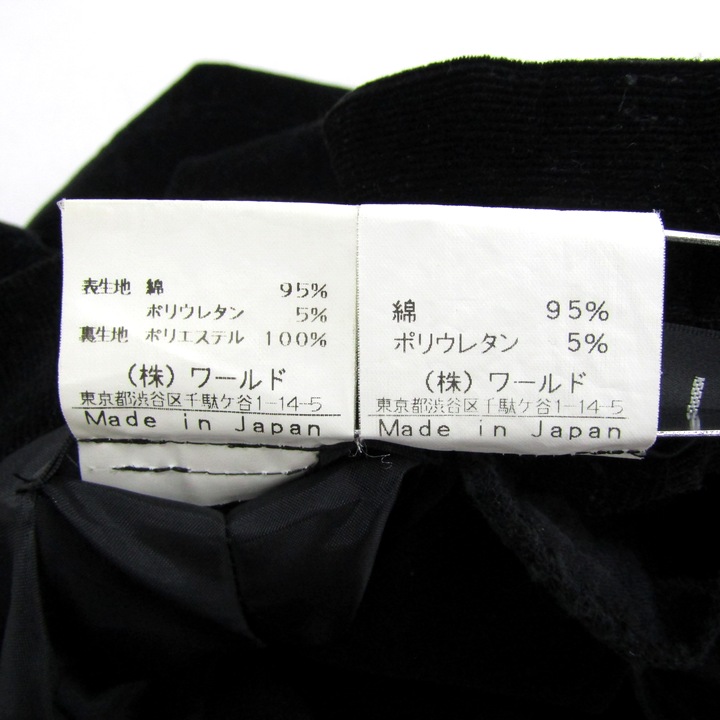 表生地 綿 95%
ポリウレタン 5%
裏生地 ポリエステル 100%
(株)ワールド
東京都渋谷区千駄ケ谷1-14-5
Made in Japan
綿 95%
ポリウレタン 5%
(株)ワールド
東京都渋谷区千駄ケ谷1-14-5
Made in Japan